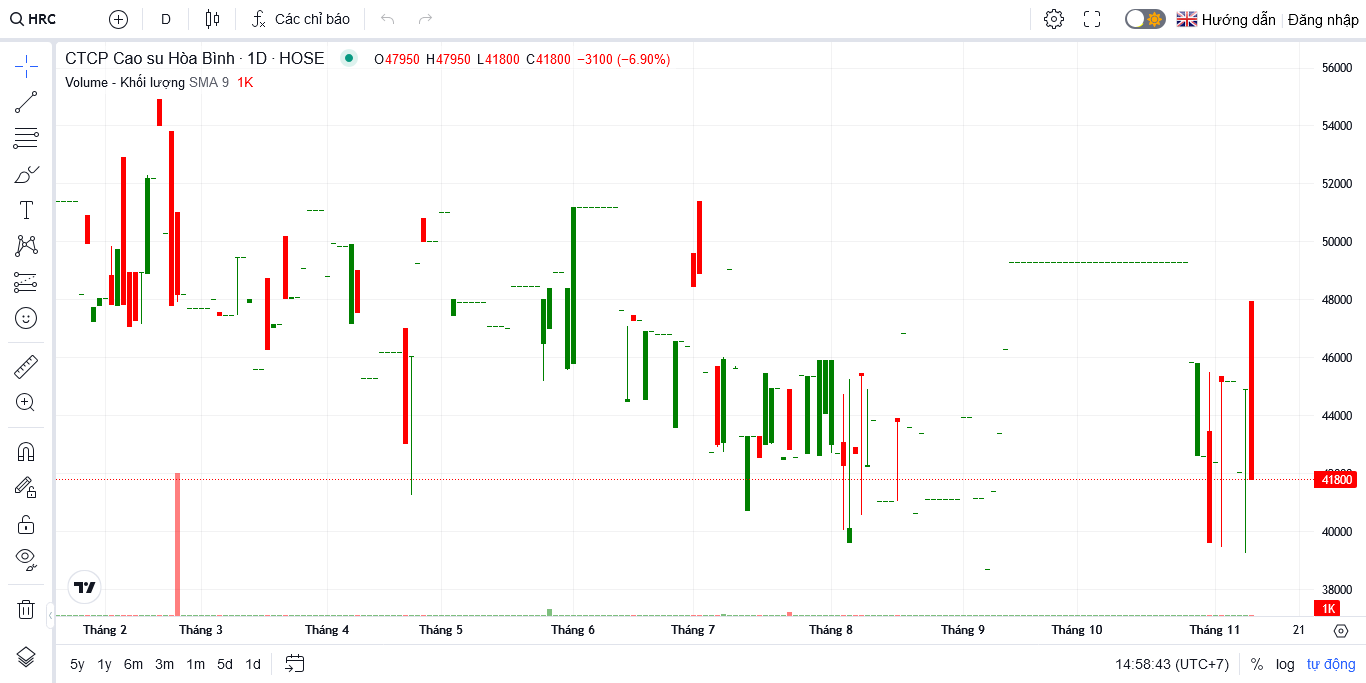 HRC D Các chỉ báo Hướng dẫn Đăng nhập
CTCP Cao su Hòa Bình · 1D · HOSE O47950 H47950 L41800 C41800 −3100 (−6.90%)
Volume - Khối lượng SMA 9 1K
56000
54000
52000
50000
48000
46000
44000
41800
40000
38000
1K
Tháng 2 Tháng 3 Tháng 4 Tháng 5 Tháng 6 Tháng 7 Tháng 8 Tháng 9 Tháng 10 Tháng 11 21
5y 1y 6m 3m 1m 5d 1d 14:58:43 (UTC+7) % log tự động